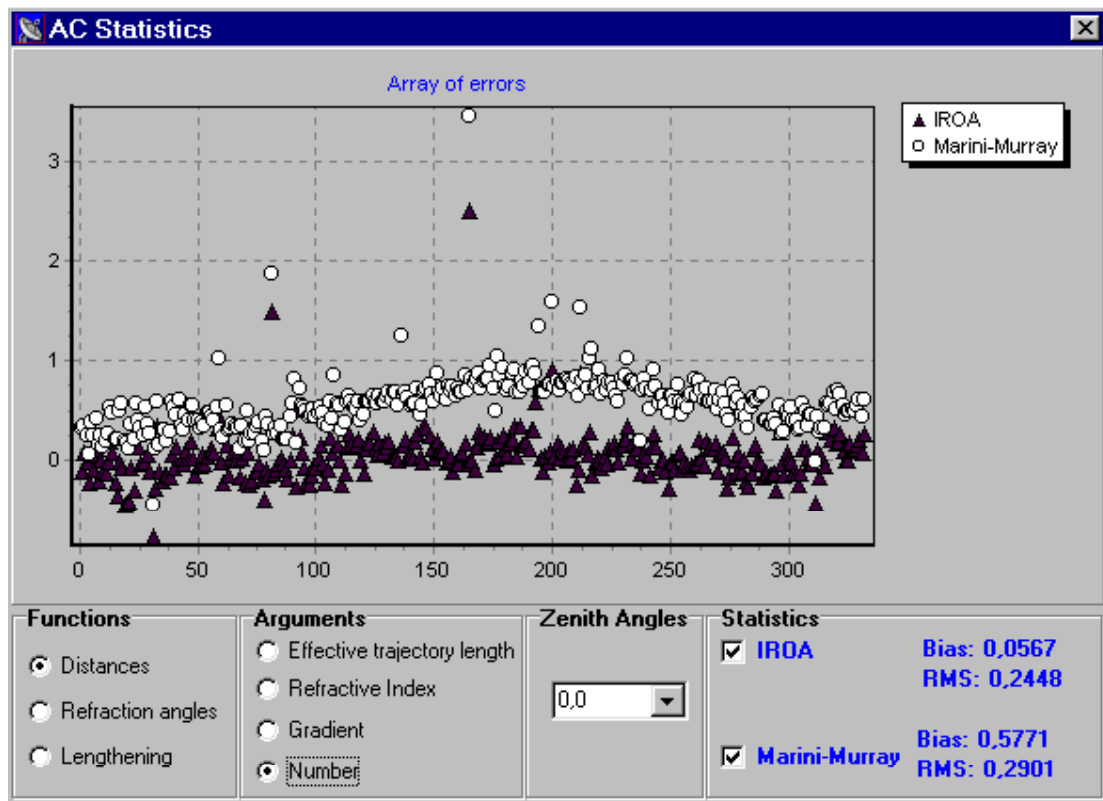 AC Statistics
Array of errors
IROA
Marini-Murray
3
2
1
0
0 50 100 150 200 250 300
Functions
Distances
Refraction angles
Lengthening
Arguments
Effective trajectory length
Refractive Index
Gradient
Number
Zenith Angles
0,0
Statistics
IROA
Bias: 0,0567
RMS: 0,2448
Marini-Murray
Bias: 0,5771
RMS: 0,2901